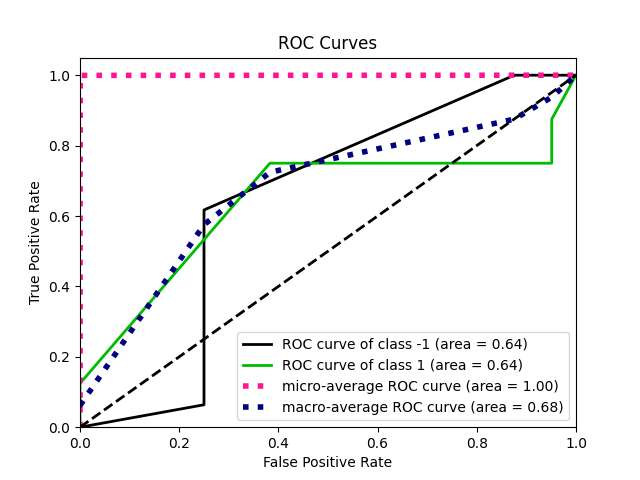 ROC Curves
1.0
0.8
0.6
0.4
0.2
0.0
True Positive Rate
ROC curve of class -1 (area = 0.64)
ROC curve of class 1 (area = 0.64)
micro-average ROC curve (area = 1.00)
macro-average ROC curve (area = 0.68)
0.0 0.2 0.4 0.6 0.8 1.0
False Positive Rate